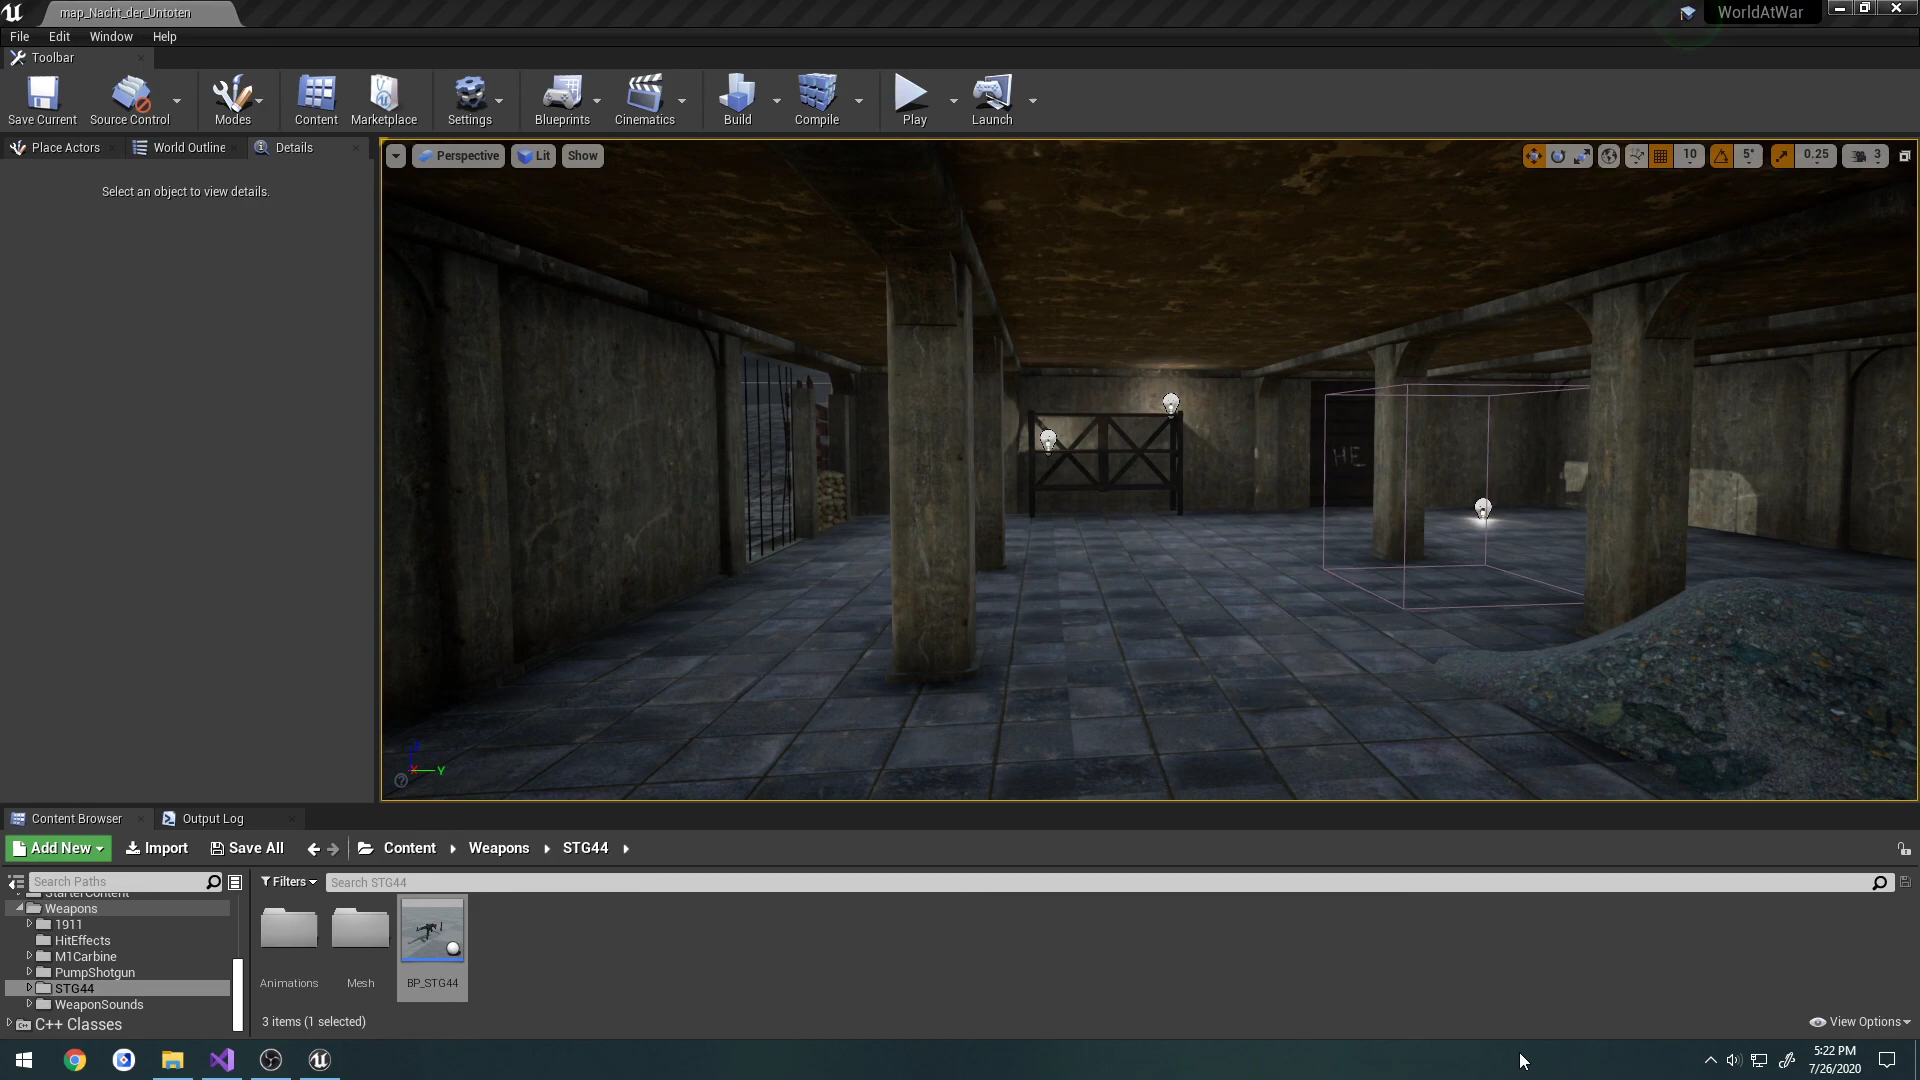 map_Nacht_der_Untoten
WorldAtWar
File Edit Window Help
Toolbar
Save Current Source Control Modes Content Marketplace Settings Blueprints Cinematics Build Compile Play Launch
Place Actors World Outline Details
Select an object to view details.
Perspective Lit Show
10 5° 0.25 3
HE
Z
X Y
Content Browser Output Log
Add New Import Save All Content Weapons STG44
Search Paths
Filters Search STG44
StarterContent
Weapons
1911
HitEffects
M1Carbine
PumpShotgun
STG44
WeaponSounds
C++ Classes
Animations Mesh BP_STG44
3 items (1 selected)
View Options
5:22 PM
7/26/2020